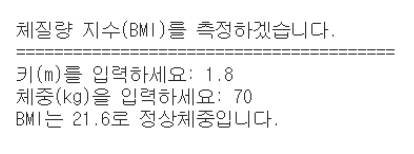 체질량 지수(BMI)를 측정하겠습니다.
======================================
키(m)를 입력하세요: 1.8
체중(kg)을 입력하세요: 70
BMI는 21.6로 정상체중입니다.